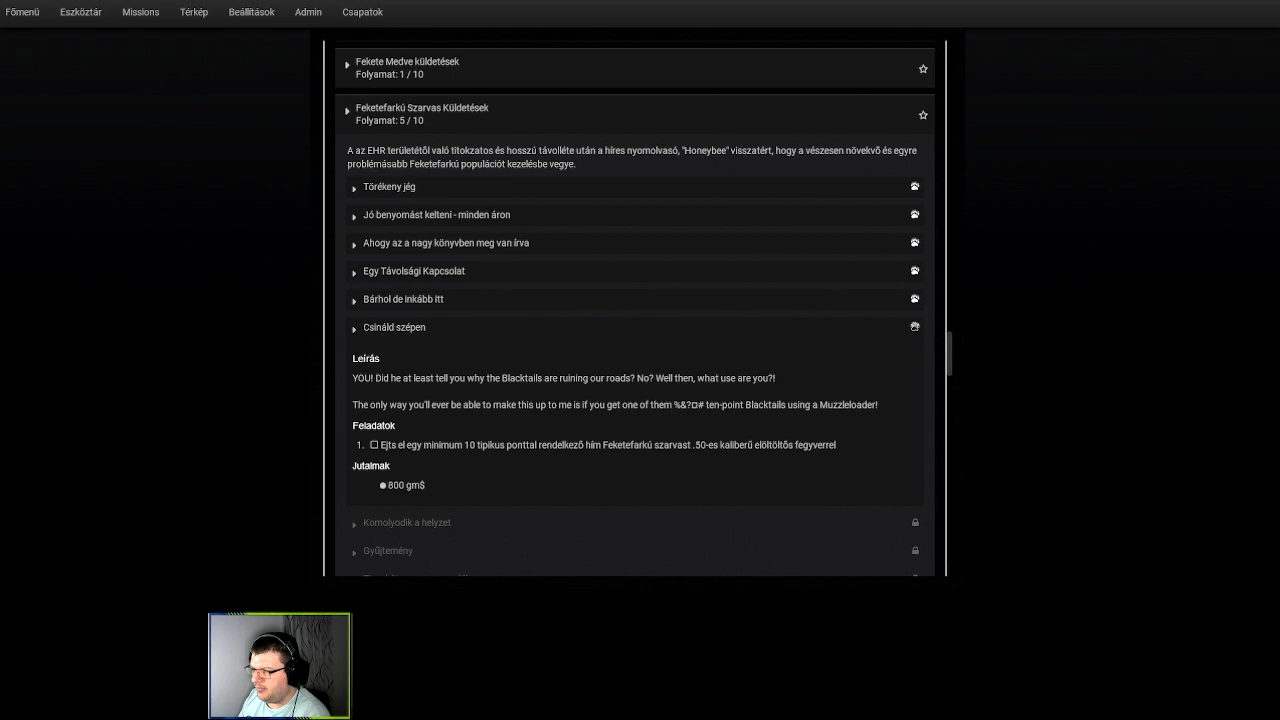 Főmenü Eszköztár Missions Térkép Beállítások Admin Csapatok
Fekete Medve küldetések
Folyamat: 1 / 10
Feketefarkú Szarvas Küldetések
Folyamat: 5 / 10
A az EHR területétől való titokzatos és hosszú távolléte után a híres nyomolvasó, "Honeybee" visszatért, hogy a vészesen növekvő és egyre
problémásabb Feketefarkú populációt kezelésbe vegye.
Törékeny jég
Jó benyomást kelteni - minden áron
Ahogy az a nagy könyvben meg van írva
Egy Távolsági Kapcsolat
Bárhol de inkább itt
Csináld szépen
Leírás
YOU! Did he at least tell you why the Blacktails are ruining our roads? No? Well then, what use are you?!
The only way you'll ever be able to make this up to me is if you get one of them %&?¤# ten-point Blacktails using a Muzzleloader!
Feladatok
1. Ejts el egy minimum 10 tipikus ponttal rendelkező hím Feketefarkú szarvast .50-es kaliberű elöltöltős fegyverrel
Jutalmak
800 gm$
Komolyodik a helyzet
Gyűjtemény